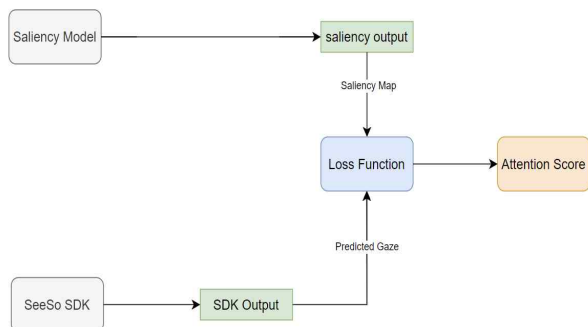 Saliency Model
saliency output
Saliency Map
Loss Function
Attention Score
Predicted Gaze
SeeSo SDK
SDK Output